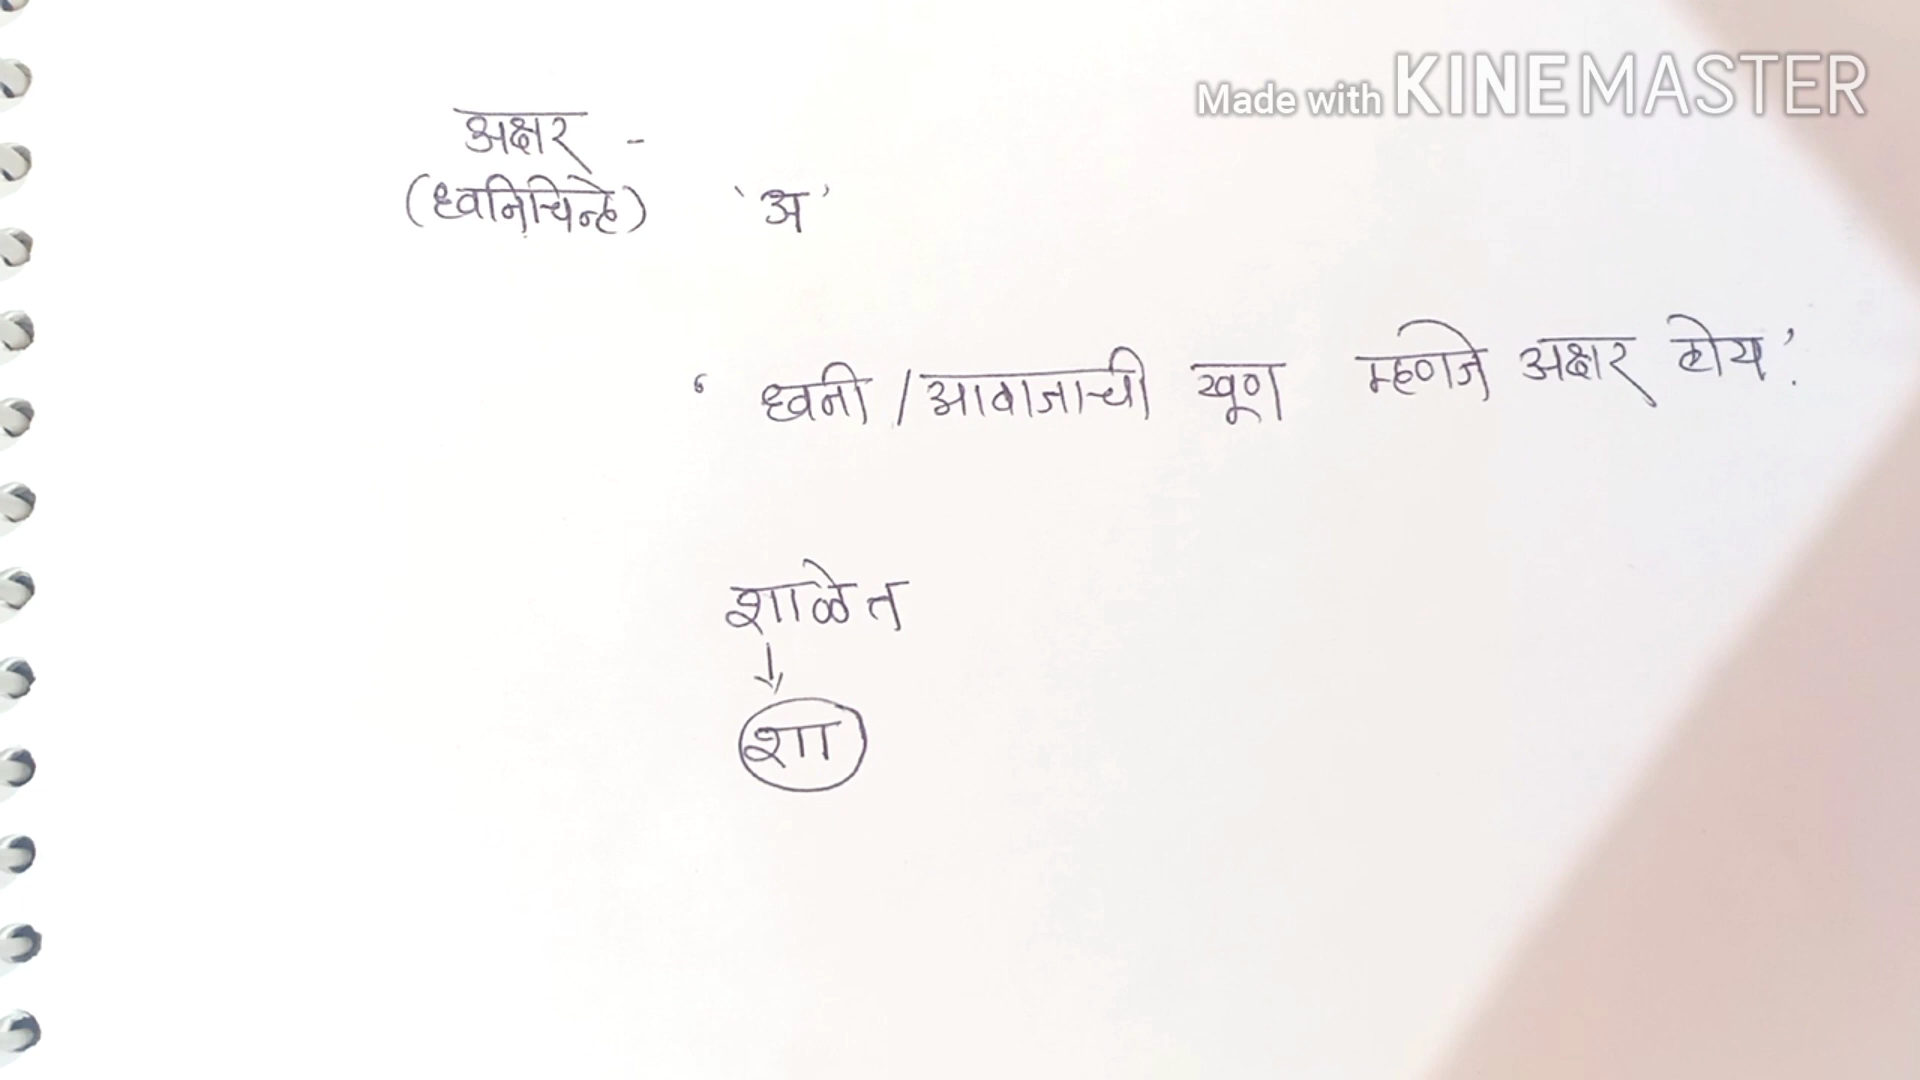 Made with KINEMASTER
अक्षर -
(ध्वनिचिन्हे) 'अ'
' ध्वनी / आवाजाची खूण म्हणजे अक्षर होय'.
शाळेत
↓
शा